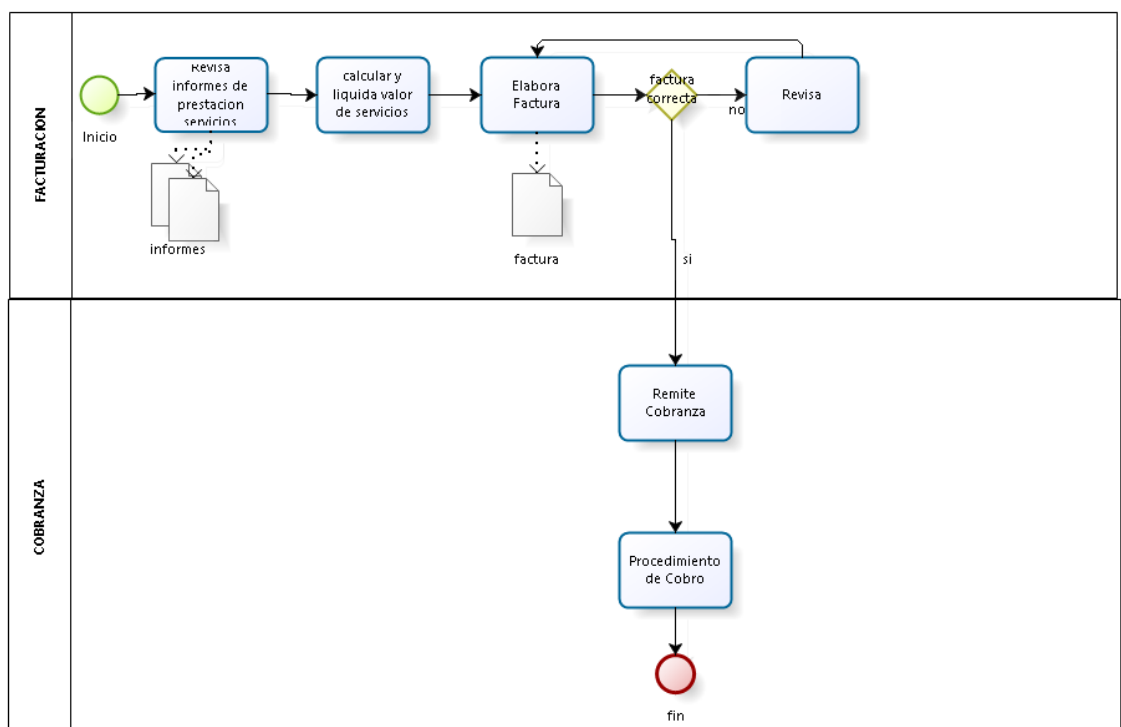 FACTURACION
Inicio
Revisa
informes de
prestacion
servicios
informes
calcular y
liquida valor
de servicios
Elabora
Factura
factura
factura
correcta
no
Revisa
si
COBRANZA
Remite
Cobranza
Procedimiento
de Cobro
fin